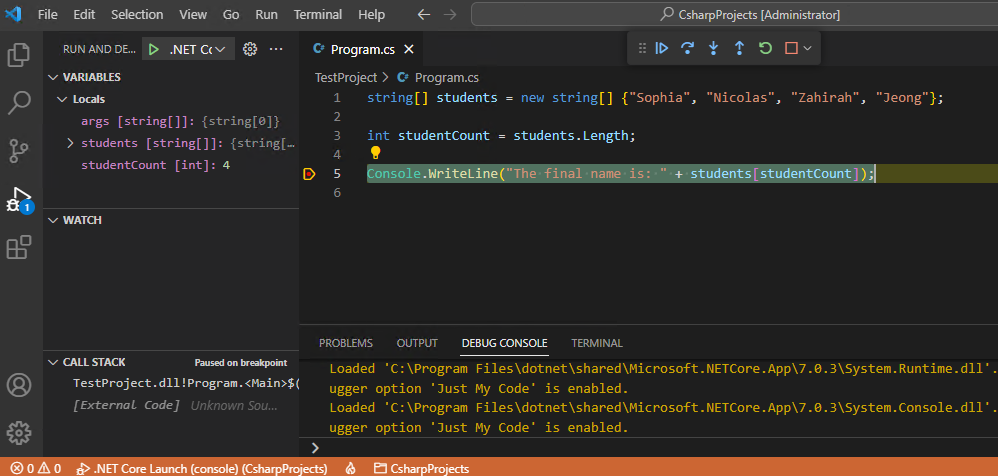 File Edit Selection View Go Run Terminal Help CsharpProjects [Administrator]
RUN AND DE... .NET Cc
VARIABLES
Locals
args [string[]]: {string[0]}
students [string[]]: {string[…
studentCount [int]: 4
WATCH
CALL STACK Paused on breakpoint
TestProject.dll!Program.<Main>$(
[External Code] Unknown Sou...
1
Program.cs
TestProject > Program.cs
1 string[] students = new string[] {"Sophia", "Nicolas", "Zahirah", "Jeong"};
2
3 int studentCount = students.Length;
4
5 Console.WriteLine("The final name is: " + students[studentCount]);
6
PROBLEMS OUTPUT DEBUG CONSOLE TERMINAL
Loaded 'C:\Program Files\dotnet\shared\Microsoft.NETCore.App\7.0.3\System.Runtime.dll'.
ugger option 'Just My Code' is enabled.
Loaded 'C:\Program Files\dotnet\shared\Microsoft.NETCore.App\7.0.3\System.Console.dll'.
ugger option 'Just My Code' is enabled.
0 0 .NET Core Launch (console) (CsharpProjects) CsharpProjects